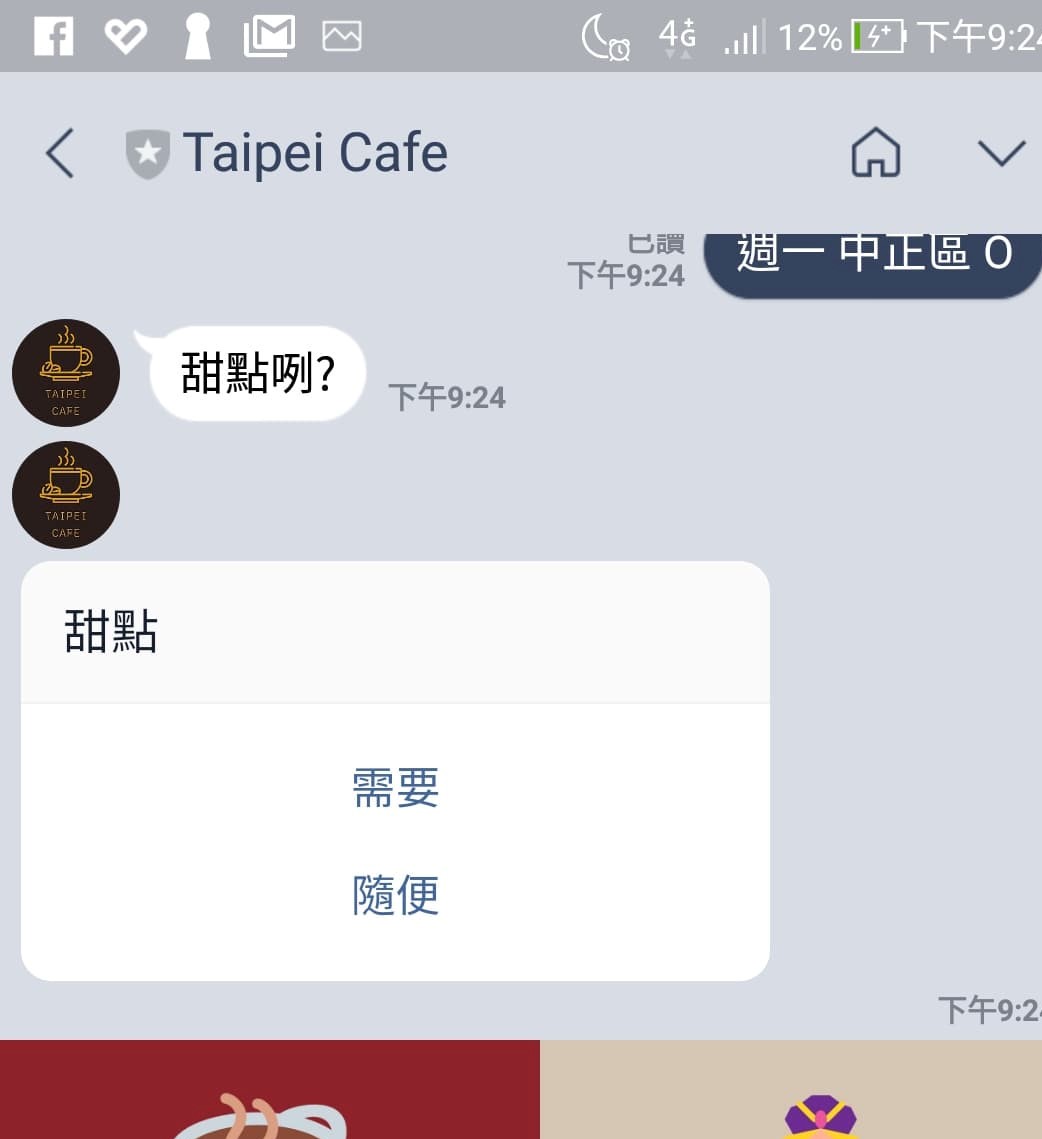 4G 12% 下午9:24
Taipei Cafe
已讀
下午9:24
週一 中正區 O
TAIPEI
CAFE
甜點咧?
下午9:24
TAIPEI
CAFE
甜點
需要
隨便
下午9:24